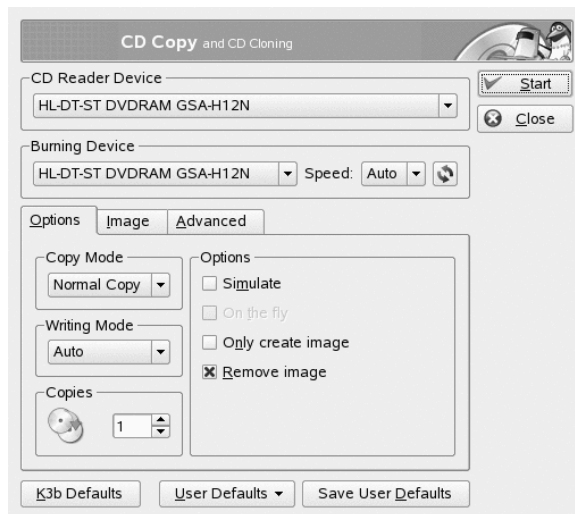 CD Copy and CD Cloning
CD Reader Device
HL-DT-ST DVDRAM GSA-H12N
Start
Close
Burning Device
HL-DT-ST DVDRAM GSA-H12N Speed: Auto
Options Image Advanced
Copy Mode
Normal Copy
Writing Mode
Auto
Copies
1
Options
Simulate
On the fly
Only create image
Remove image
K3b Defaults User Defaults Save User Defaults